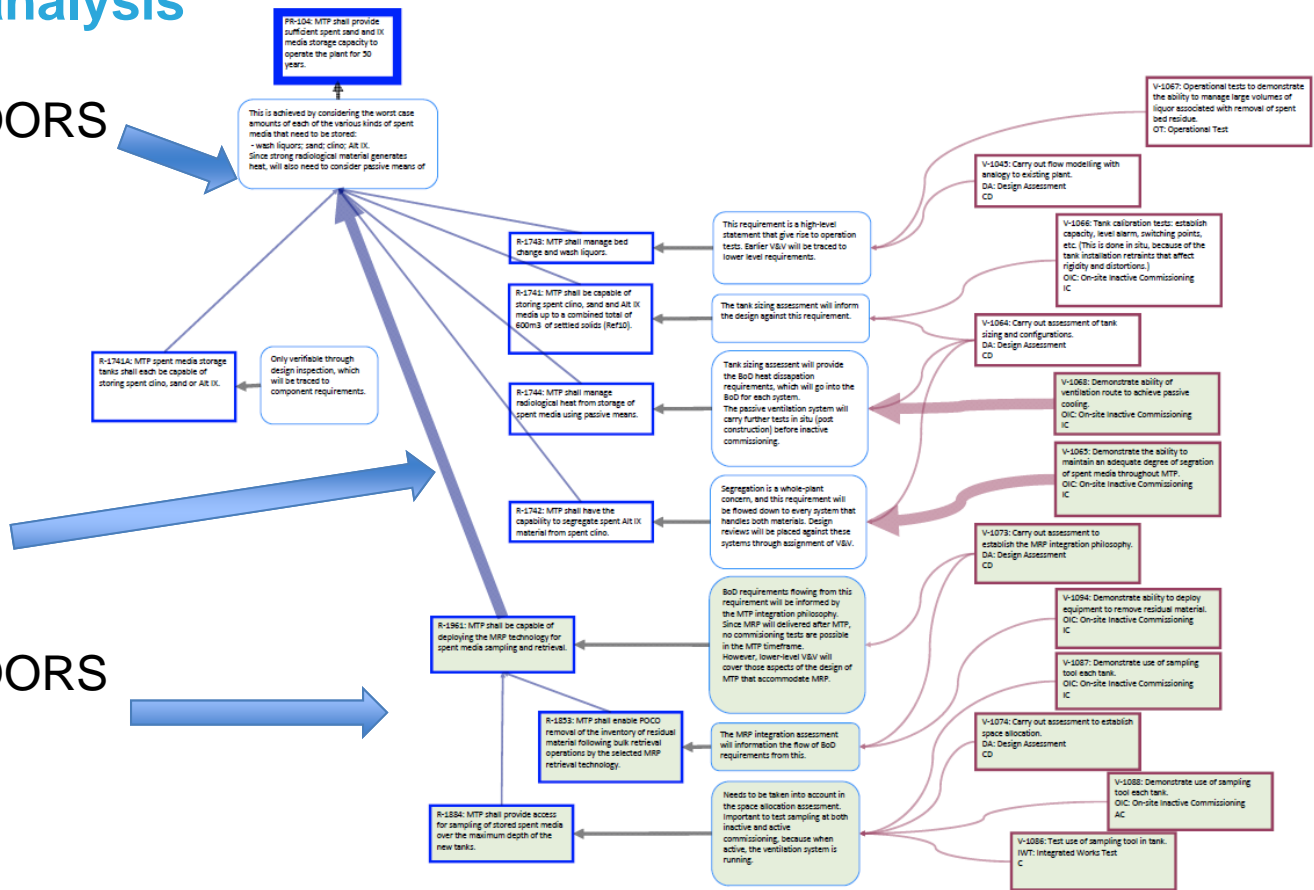 analysis
PR-104: MTP shall provide
sufficient spent sand and IX
media storage capacity to
operate the plant for 50
years.
OORS
This is achieved by considering the worst case
amounts of each of the various kinds of spent
media that need to be stored:
- wash liquors; sand; clino; Alt IX.
Since strong radiological material generates
heat, will also need to consider passive means of
V-1067: Operational tests to demonstrate
the ability to manage large volumes of
liquor associated with removal of spent
bed residue.
OT: Operational Test
V-1045: Carry out flow modelling with
analogy to existing plant.
DA: Design Assessment
CD
R-1743: MTP shall manage bed
change and wash liquors.
This requirement is a high-level
statement that give rise to operation
tests. Earlier V&V will be traced to
lower level requirements.
V-1066: Tank calibration tests: establish
capacity, level alarm, switching points,
etc. (This is done in situ, because of the
tank installation retraints that affect
rigidity and distortions.)
OIC: On-site Inactive Commissioning
IC
R-1741: MTP shall be capable of
storing spent clino, sand and Alt IX
media up to a combined total of
600m3 of settled solids (Ref10).
The tank sizing assessment will inform
the design against this requirement.
V-1064: Carry out assessment of tank
sizing and configurations.
DA: Design Assessment
CD
R-1741A: MTP spent media storage
tanks shall each be capable of
storing spent clino, sand or Alt IX.
Only verifiable through
design inspection, which
will be traced to
component requirements.
R-1744: MTP shall manage
radiological heat from storage of
spent media using passive means.
Tank sizing assessent will provide
the BoD heat dissapation
requirements, which will go into the
BoD for each system.
The passive ventilation system will
carry further tests in situ (post
construction) before inactive
commissioning.
V-1068: Demonstrate ability of
ventilation route to achieve passive
cooling.
OIC: On-site Inactive Commissioning
IC
V-1065: Demonstrate the ability to
maintain an adequate degree of segration
of spent media throughout MTP.
OIC: On-site Inactive Commissioning
IC
R-1742: MTP shall have the
capability to segregate spent Alt IX
material from spent clino.
Segregation is a whole-plant
concern, and this requirement will
be flowed down to every system that
handles both materials. Design
reviews will be placed against these
systems through assignment of V&V.
V-1073: Carry out assessment to
establish the MRP integration philosophy.
DA: Design Assessment
CD
R-1961: MTP shall be capable of
deploying the MRP technology for
spent media sampling and retrieval.
BoD requirements flowing from this
requirement will be informed by
the MTP integration philosophy.
Since MRP will delivered after MTP,
no commisioning tests are possible
in the MTP timeframe.
However, lower-level V&V will
cover those aspects of the design of
MTP that accommodate MRP.
V-1094: Demonstrate ability to deploy
equipment to remove residual material.
OIC: On-site Inactive Commissioning
IC
OORS
V-1087: Demonstrate use of sampling
tool each tank.
OIC: On-site Inactive Commissioning
IC
R-1853: MTP shall enable POCO
removal of the inventory of residual
material following bulk retrieval
operations by the selected MRP
retrieval technology.
The MRP integration assessment
will information the flow of BoD
requirements from this.
V-1074: Carry out assessment to establish
space allocation.
DA: Design Assessment
CD
R-1884: MTP shall provide access
for sampling of stored spent media
over the maximum depth of the
new tanks.
Needs to be taken into account in
the space allocation assessment.
Important to test sampling at both
inactive and active
commissioning, because when
active, the ventilation system is
running.
V-1088: Demonstrate use of sampling
tool each tank.
OIC: On-site Inactive Commissioning
AC
V-1086: Test use of sampling tool in tank.
IWT: Integrated Works Test
C